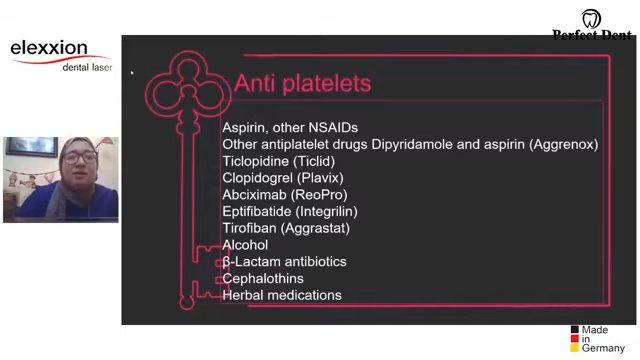 elexxion
dental laser
Perfect Dent
Anti platelets
Aspirin, other NSAIDs
Other antiplatelet drugs Dipyridamole and aspirin (Aggrenox)
Ticlopidine (Ticlid)
Clopidogrel (Plavix)
Abciximab (ReoPro)
Eptifibatide (Integrilin)
Tirofiban (Aggrastat)
Alcohol
β-Lactam antibiotics
Cephalothins
Herbal medications
Made
in
Germany